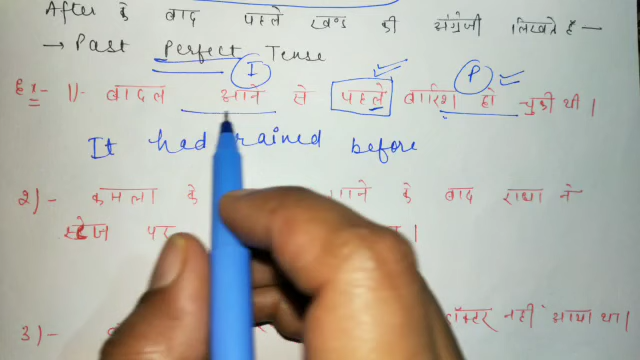 After के बाद पहले खण्ड की अंग्रेजी लिखते हैं —
→ Past Perfect Tense
I P
Ex:- 1)- बादल आने से पहले बारिश हो चुकी थी।
It had rained before
2)- कमला के गाने के बाद राधा ने
स्टेज पर
3)- डॉक्टर नहीं आया था।